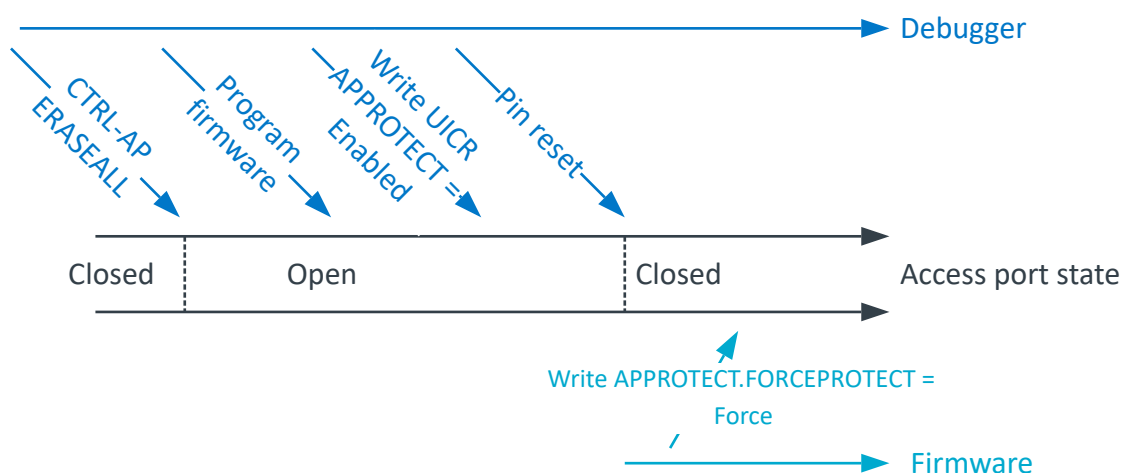 Debugger
CTRL-AP
ERASEALL
Program
firmware
Write UICR
APPROTECT =
Enabled
Pin reset
Closed
Open
Closed
Access port state
Write APPROTECT.FORCEPROTECT =
Force
Firmware